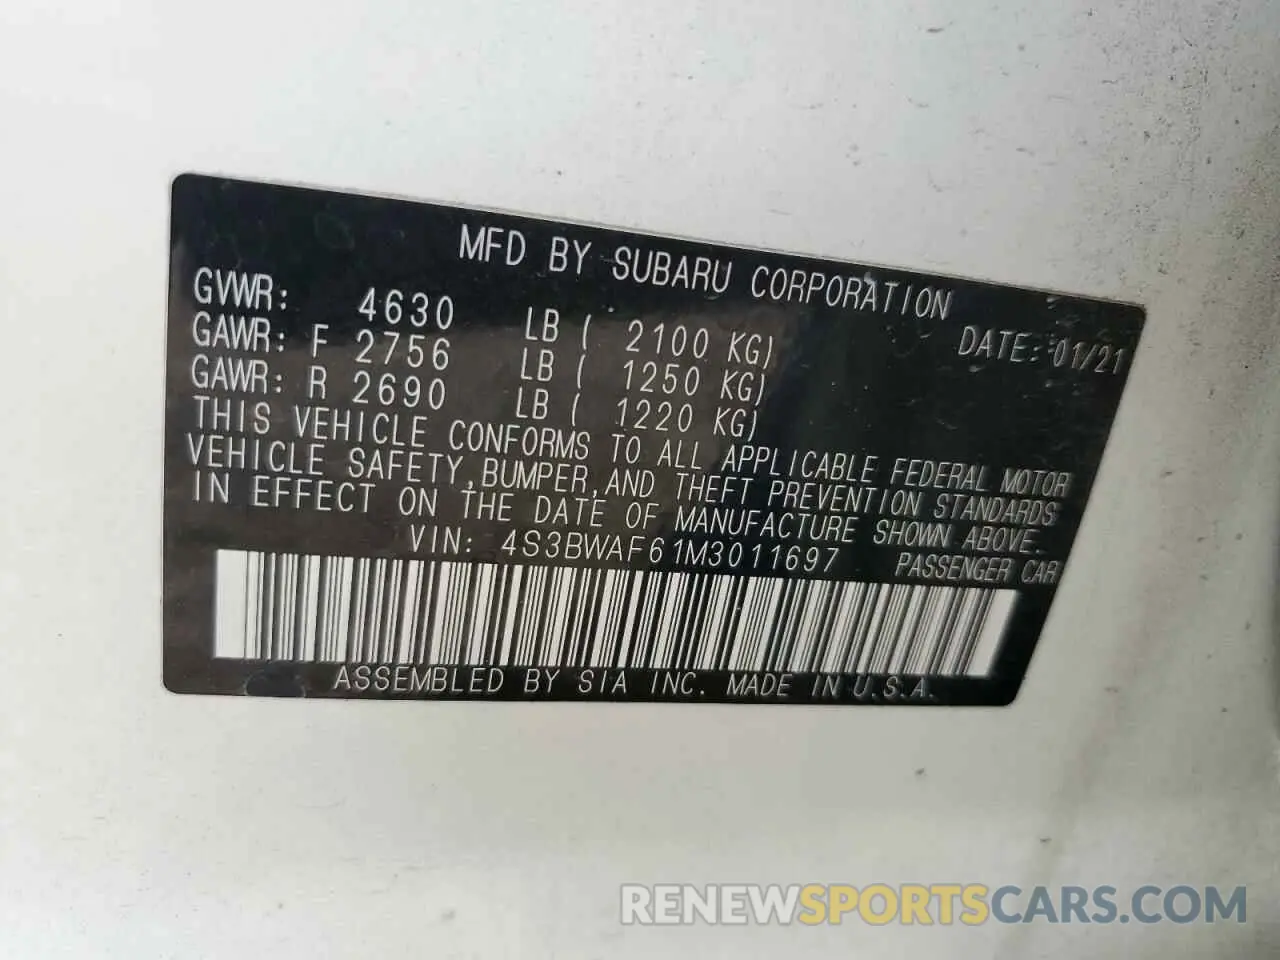 MFD BY SUBARU CORPORATION
GVWR: 4630 LB ( 2100 KG) DATE: 01/21
GAWR: F 2756 LB ( 1250 KG)
GAWR: R 2690 LB ( 1220 KG)
THIS VEHICLE CONFORMS TO ALL APPLICABLE FEDERAL MOTOR
VEHICLE SAFETY, BUMPER, AND THEFT PREVENTION STANDARDS
IN EFFECT ON THE DATE OF MANUFACTURE SHOWN ABOVE.
VIN: 4S3BWAF61M3011697 PASSENGER CAR
ASSEMBLED BY SIA INC. MADE IN U.S.A.
RENEWSPORTSCARS.COM